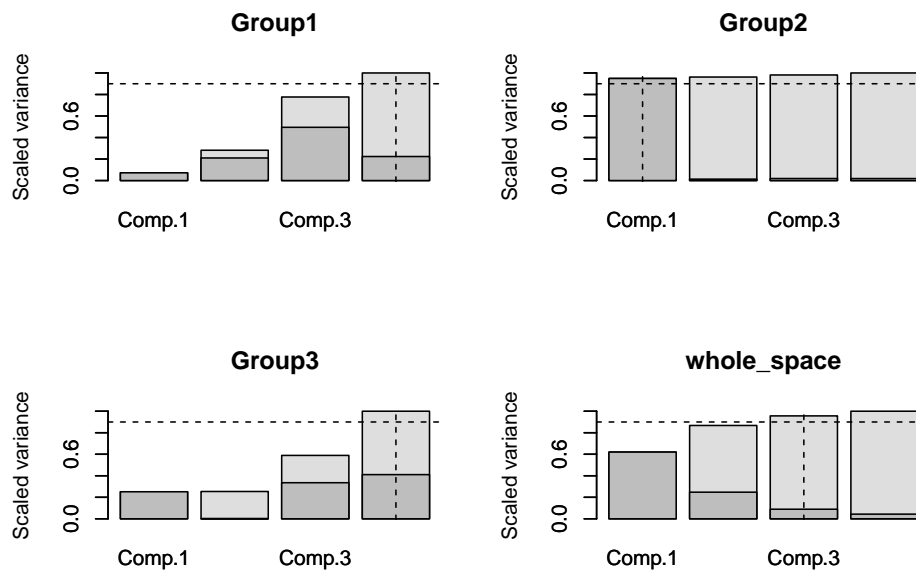 Group1
Scaled variance
0.6
0.0
Comp.1
Comp.3
Group2
Scaled variance
0.6
0.0
Comp.1
Comp.3
Group3
Scaled variance
0.6
0.0
Comp.1
Comp.3
whole_space
Scaled variance
0.6
0.0
Comp.1
Comp.3